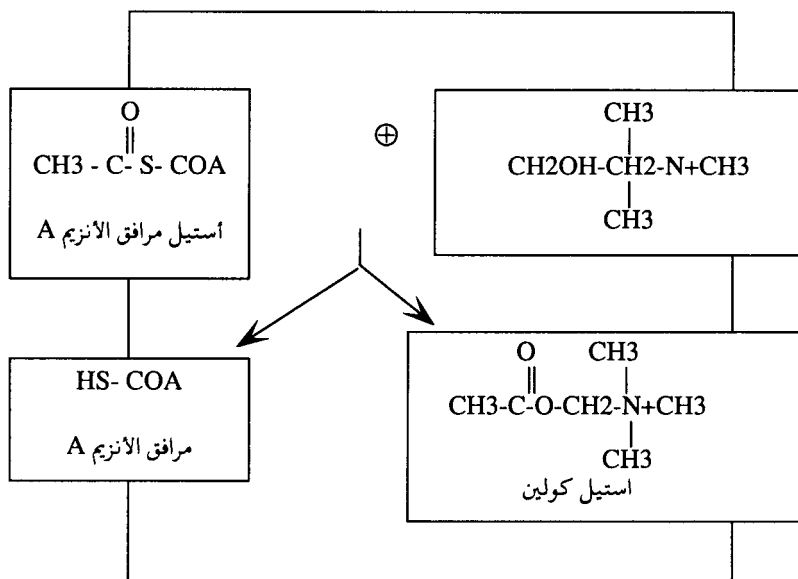 O
CH3 - C- S- COA
أستيل مرافق الأنزيم A
⊕
CH3
CH2OH-CH2-N+CH3
CH3
HS- COA
مرافق الأنزيم A
O CH3
CH3-C-O-CH2-N+CH3
CH3
استيل كولين